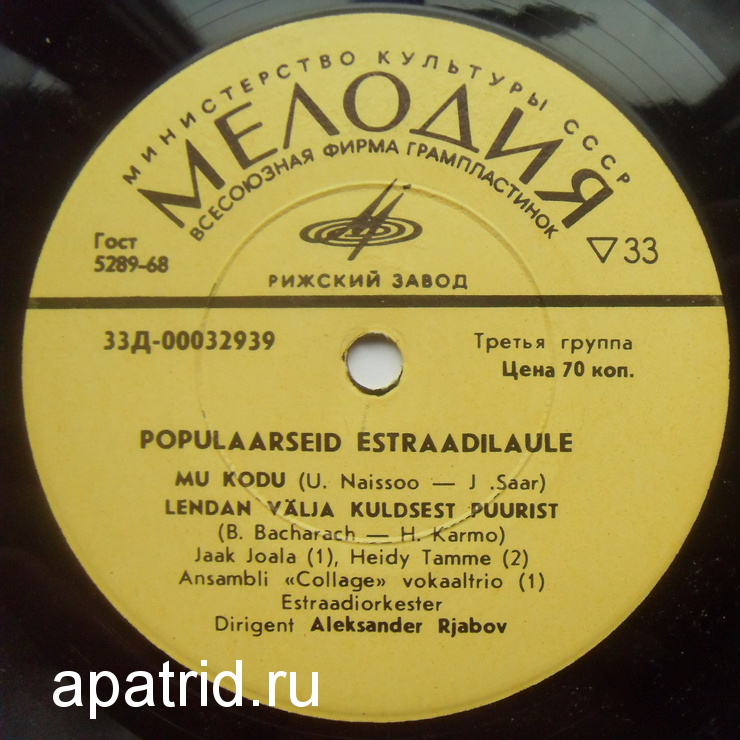 МИНИСТЕРСТВО КУЛЬТУРЫ СССР
МЕЛОДИЯ
ВСЕСОЮЗНАЯ ФИРМА ГРАМПЛАСТИНОК
Гост
5289-68
▽33
РИЖСКИЙ ЗАВОД
33Д-00032939
Третья группа
Цена 70 коп.
POPULAARSEID ESTRAADILAULE
MU KODU (U. Naissoo — J .Saar)
LENDAN VÄLJA KULDSEST PUURIST
(B. Bacharach — H. Karmo)
Jaak Joala (1), Heidy Tamme (2)
Ansambli «Collage» vokaaltrio (1)
Estraadiorkester
Dirigent Aleksander Rjabov
apatrid.ru